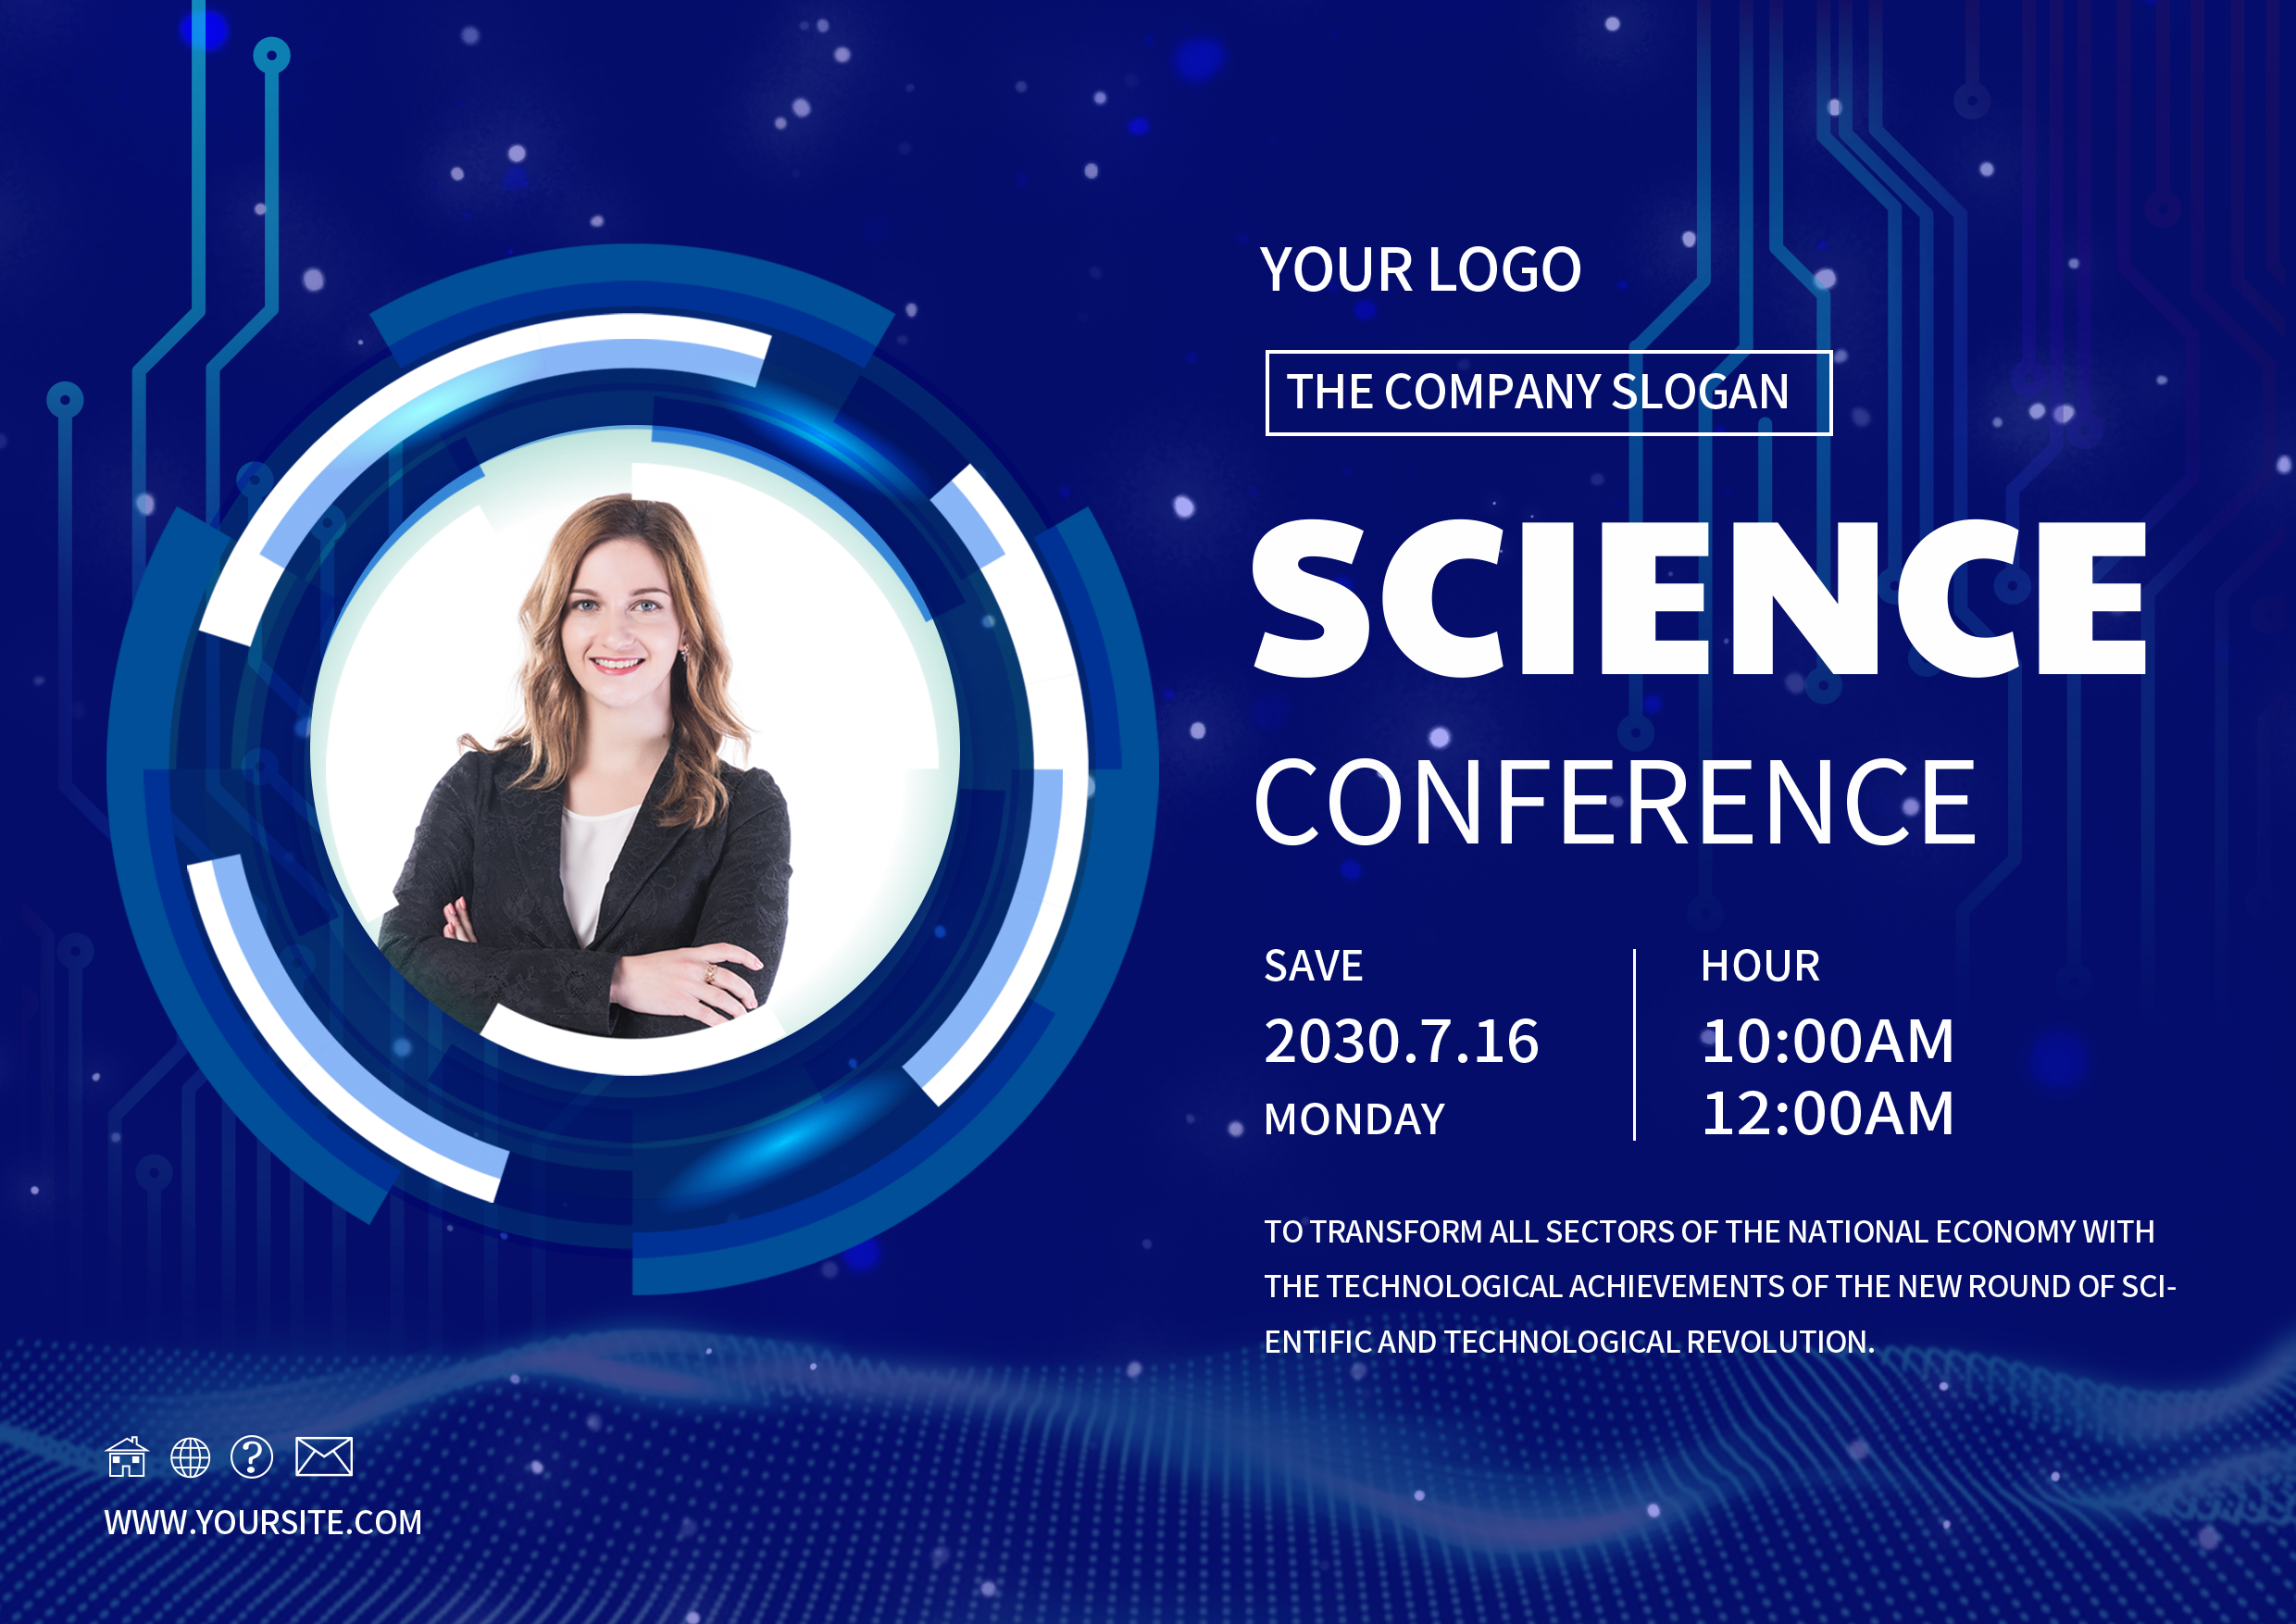 YOUR LOGO
THE COMPANY SLOGAN
SCIENCE
CONFERENCE
SAVE
2030.7.16
MONDAY
HOUR
10:00AM
12:00AM
TO TRANSFORM ALL SECTORS OF THE NATIONAL ECONOMY WITH
THE TECHNOLOGICAL ACHIEVEMENTS OF THE NEW ROUND OF SCI-
ENTIFIC AND TECHNOLOGICAL REVOLUTION.
WWW.YOURSITE.COM